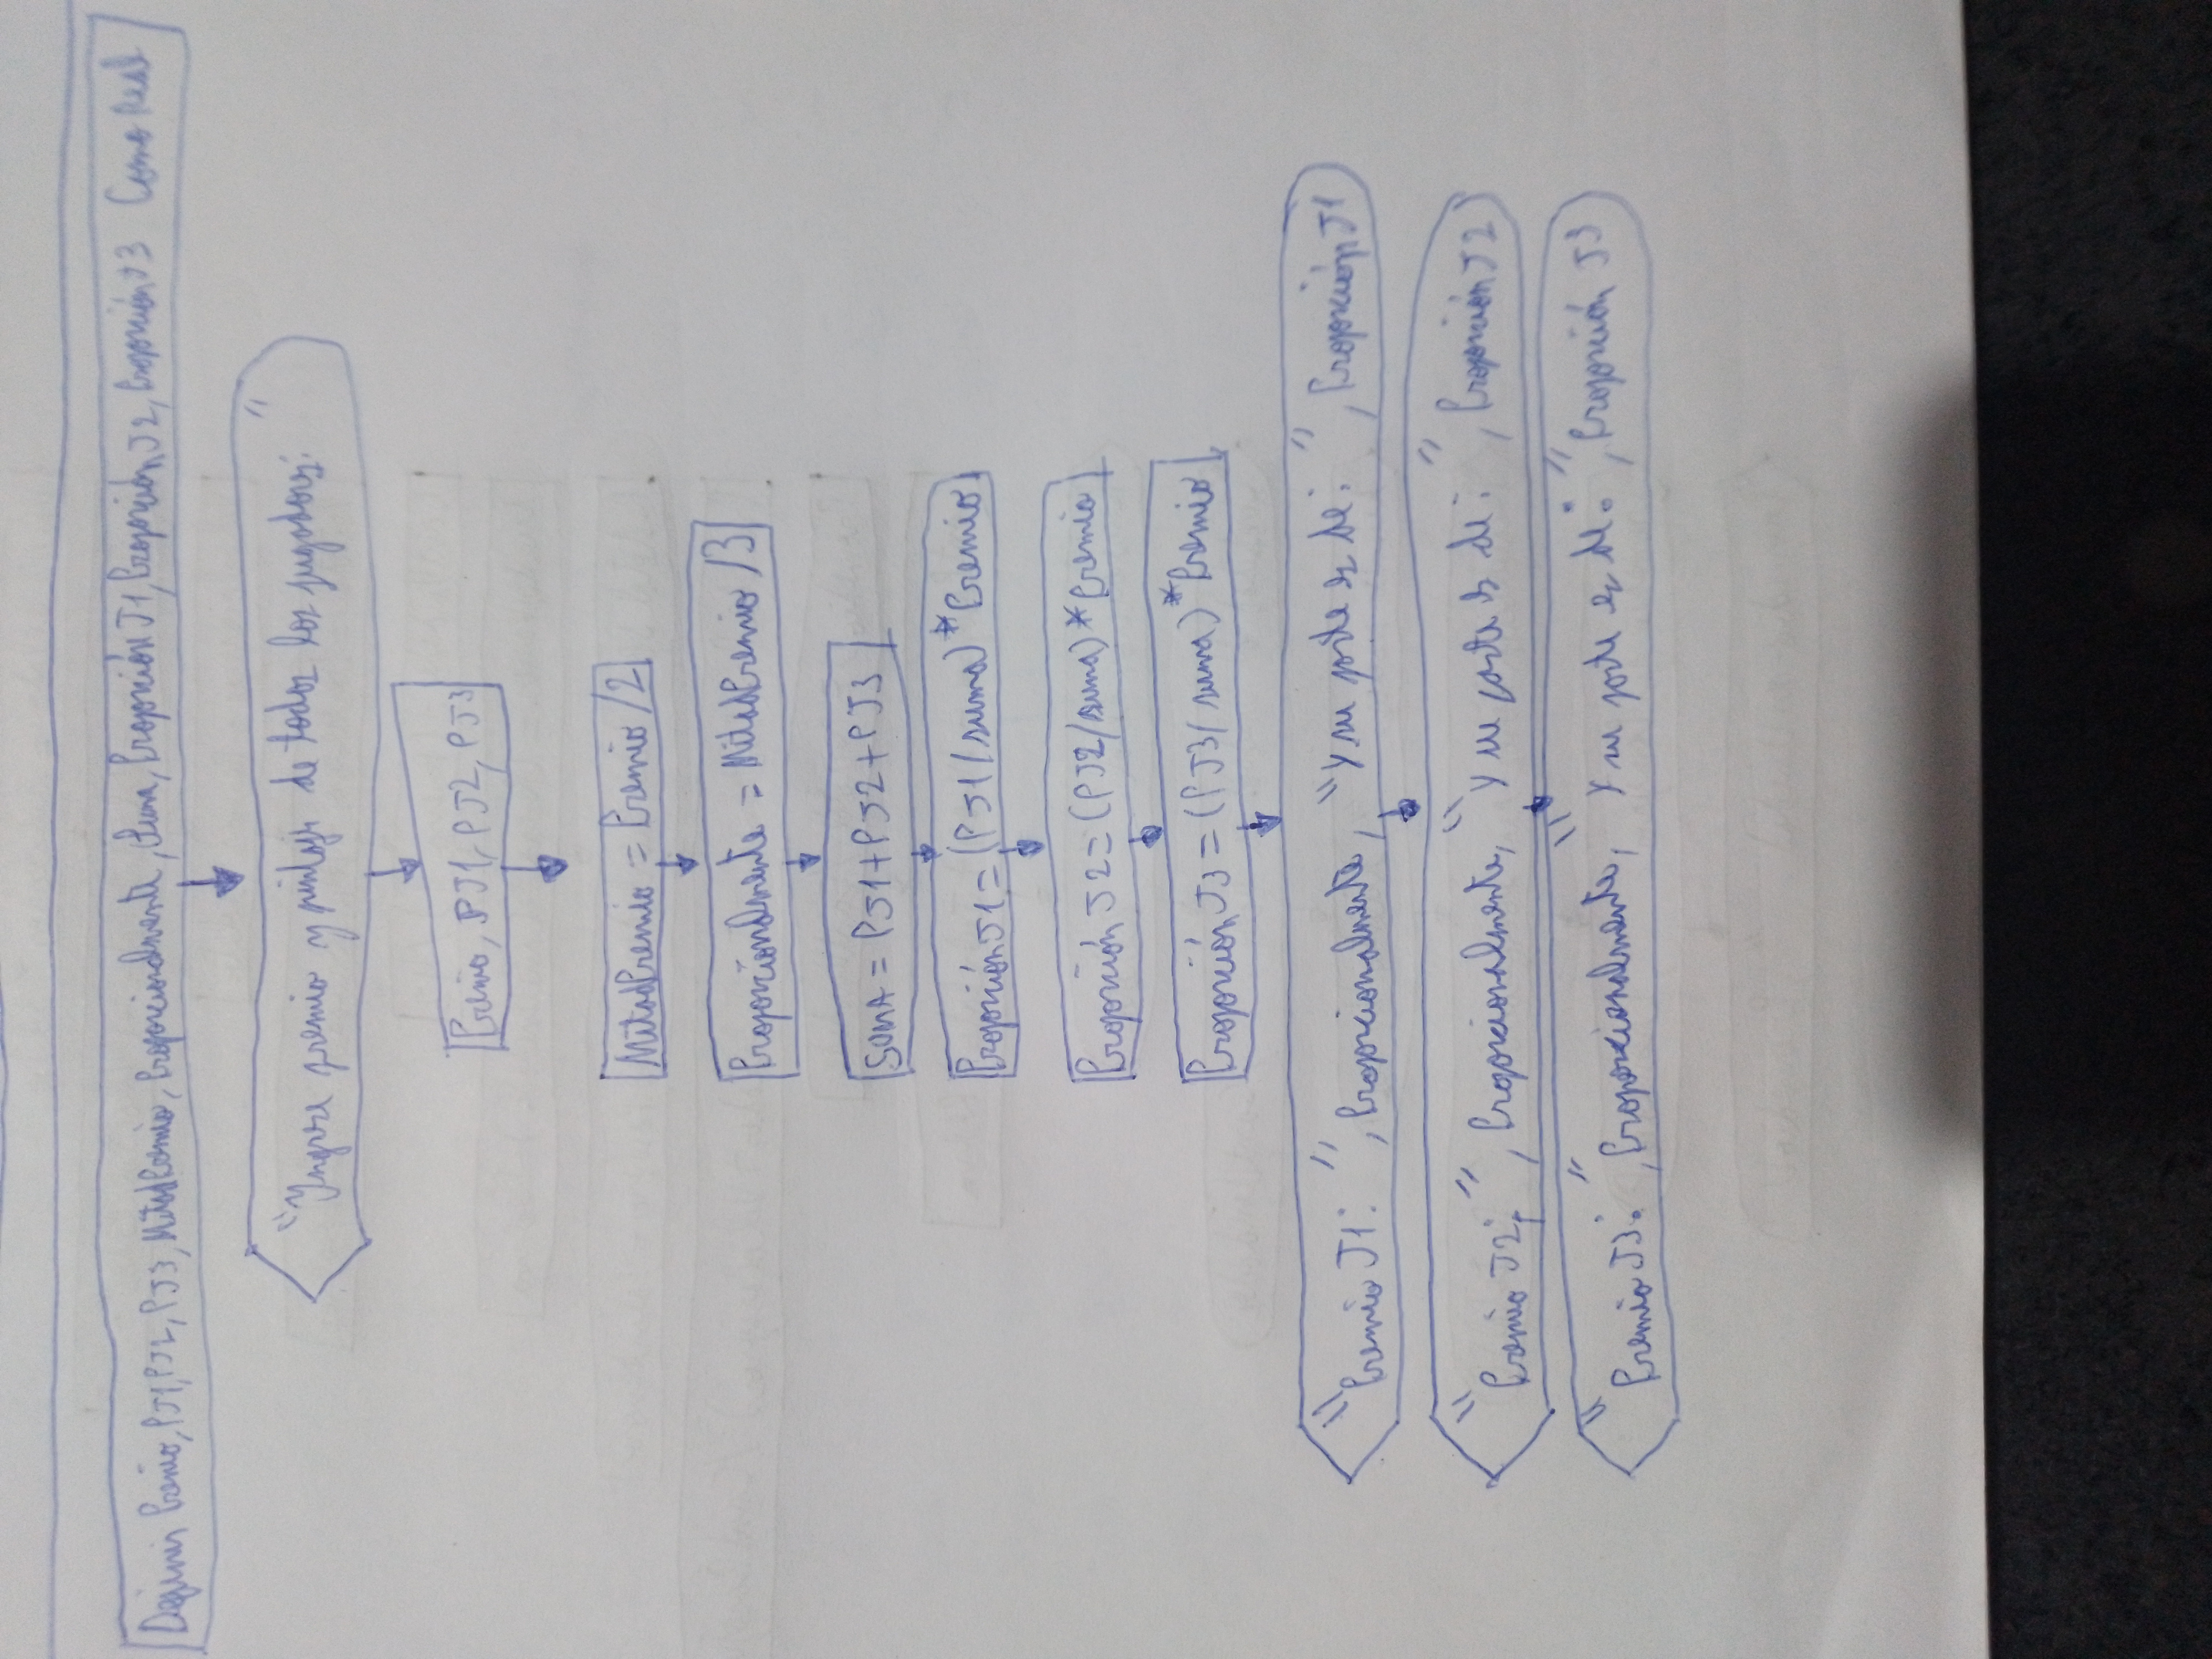 Definir Premio, PJ1, PJ2, PJ3, MitadPremio, Proporcionalmente, Suma, Proporción J1, Proporción J2, Proporción J3 Como Real
"Ingrese premio y puntaje de todos los jugadores: "
Premio, PJ1, PJ2, PJ3
MitadPremio = Premio /2
Proporcionalmente = MitadPremio /3
SUMA = PJ1+PJ2+PJ3
Proporción J1 = (PJ1/suma) * Premio
Proporción J2 = (PJ2/suma) * Premio
Proporción J3 = (PJ3/suma) * Premio
"Premio J1: ", Proporcionalmente, "Y su parte es de: ", Proporción J1
"Premio J2: ", Proporcionalmente, "Y su parte es de: ", Proporción J2
"Premio J3: ", Proporcionalmente, "Y su parte es de: ", Proporción J3